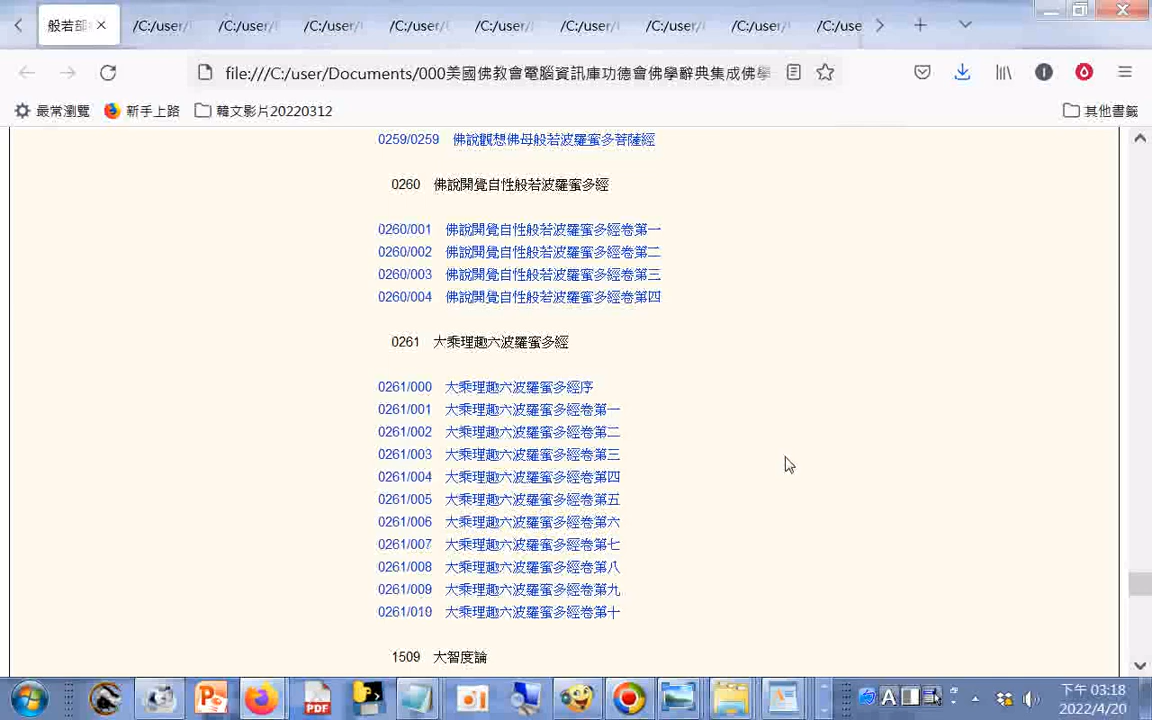 般若部
/C:/user/
/C:/user/
/C:/user/
/C:/user/
/C:/user/
/C:/user/
/C:/user/
/C:/user/
/C:/use
file:///C:/user/Documents/000美國佛教會電腦資訊庫功德會佛學辭典集成佛學
最常瀏覽 新手上路 韓文影片20220312 其他書籤
0259/0259 佛說觀想佛母般若波羅蜜多菩薩經
0260 佛說開覺自性般若波羅蜜多經
0260/001 佛說開覺自性般若波羅蜜多經卷第一
0260/002 佛說開覺自性般若波羅蜜多經卷第二
0260/003 佛說開覺自性般若波羅蜜多經卷第三
0260/004 佛說開覺自性般若波羅蜜多經卷第四
0261 大乘理趣六波羅蜜多經
0261/000 大乘理趣六波羅蜜多經序
0261/001 大乘理趣六波羅蜜多經卷第一
0261/002 大乘理趣六波羅蜜多經卷第二
0261/003 大乘理趣六波羅蜜多經卷第三
0261/004 大乘理趣六波羅蜜多經卷第四
0261/005 大乘理趣六波羅蜜多經卷第五
0261/006 大乘理趣六波羅蜜多經卷第六
0261/007 大乘理趣六波羅蜜多經卷第七
0261/008 大乘理趣六波羅蜜多經卷第八
0261/009 大乘理趣六波羅蜜多經卷第九
0261/010 大乘理趣六波羅蜜多經卷第十
1509 大智度論
PDF
A
下午 03:18
2022/4/20